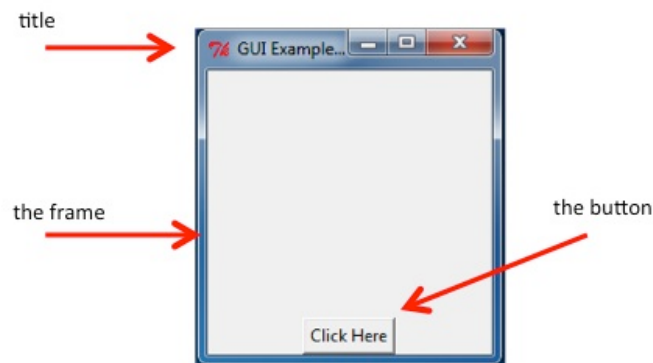 title
GUI Example...
the frame
the button
Click Here